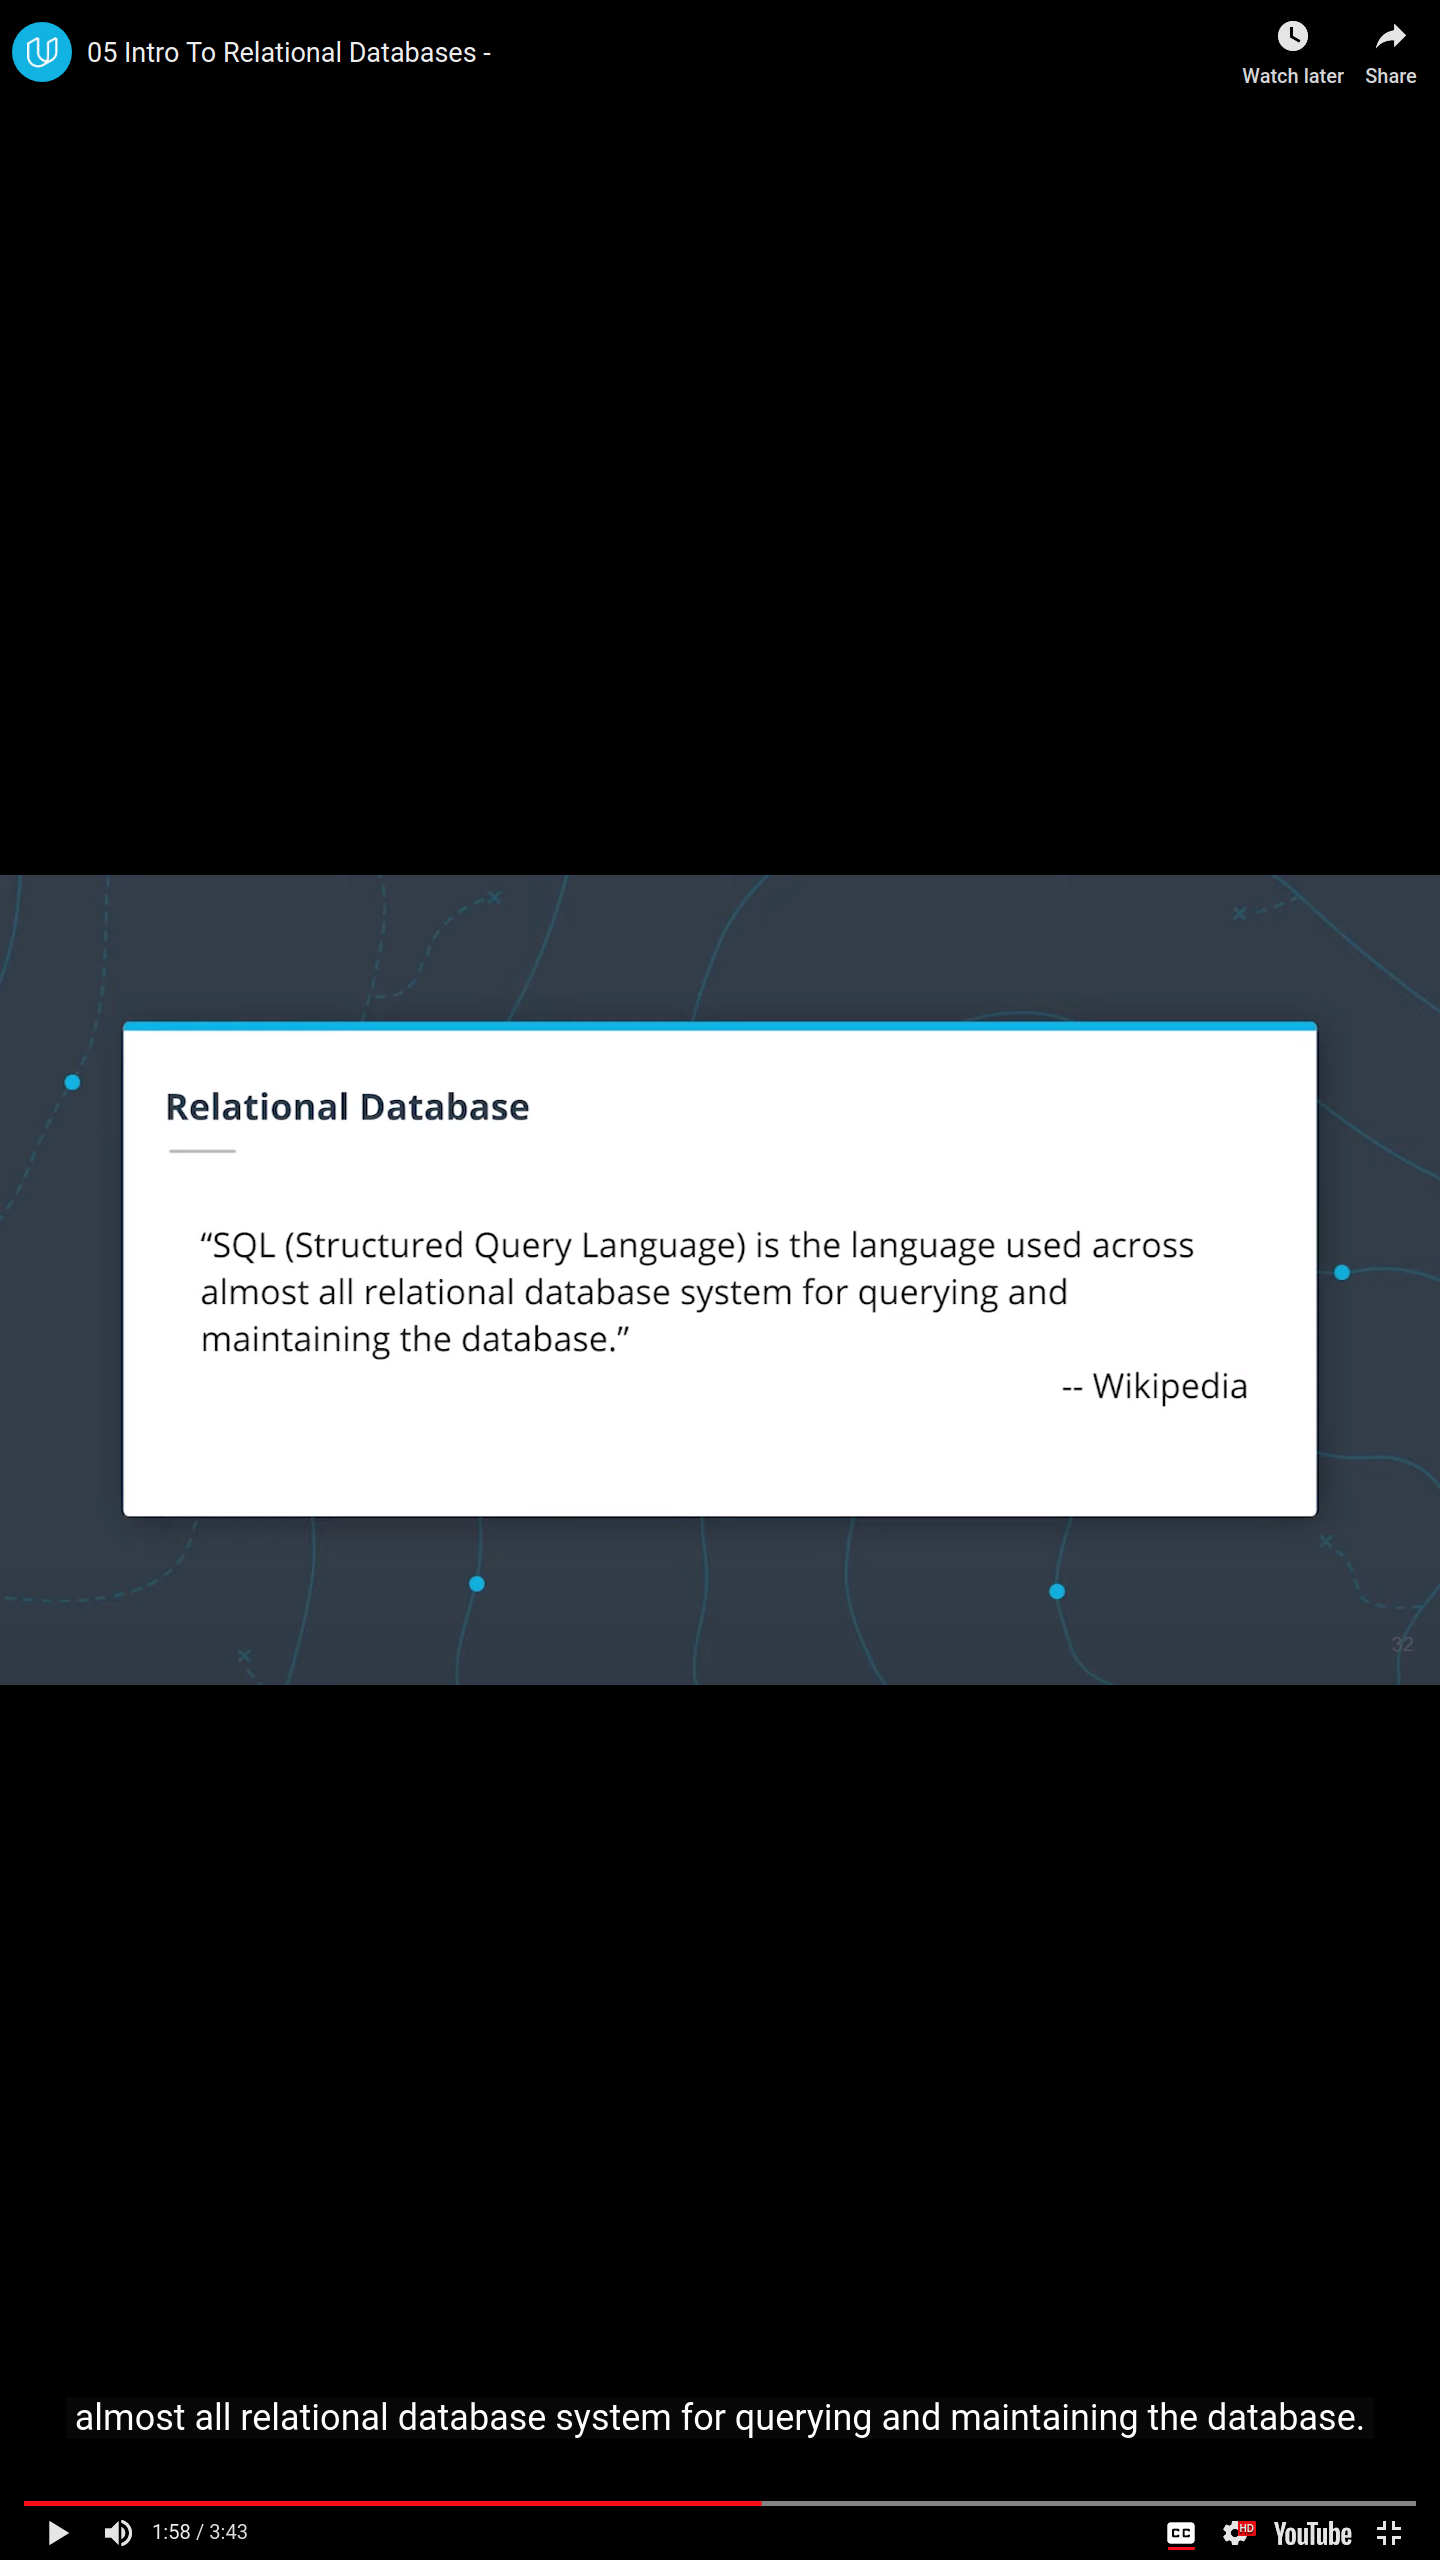 05 Intro To Relational Databases -
Watch later
Share
Relational Database
“SQL (Structured Query Language) is the language used across
almost all relational database system for querying and
maintaining the database.”
-- Wikipedia
32
almost all relational database system for querying and maintaining the database.
1:58 / 3:43
CC
HD
YouTube